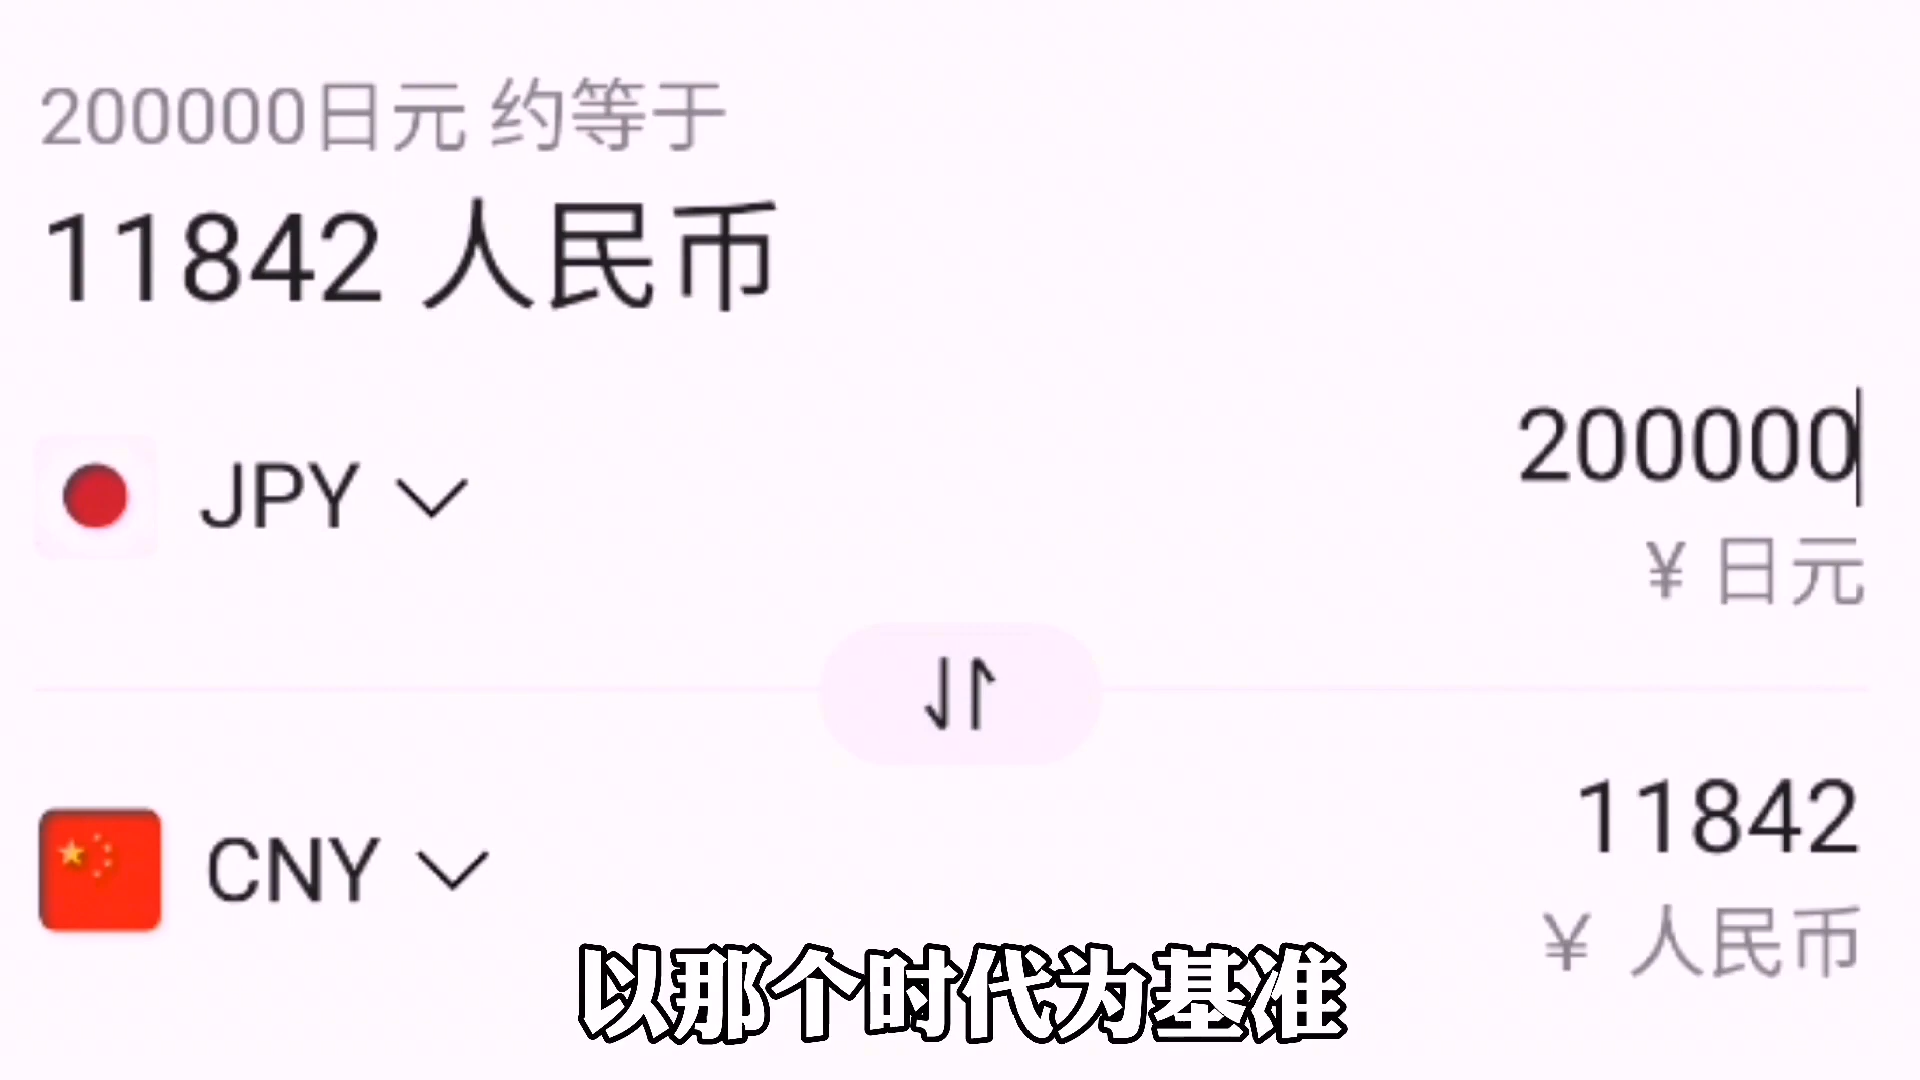 200000日元 约等于
11842 人民币
JPY
200000
¥ 日元
CNY
11842
¥ 人民币
以那个时代为基准